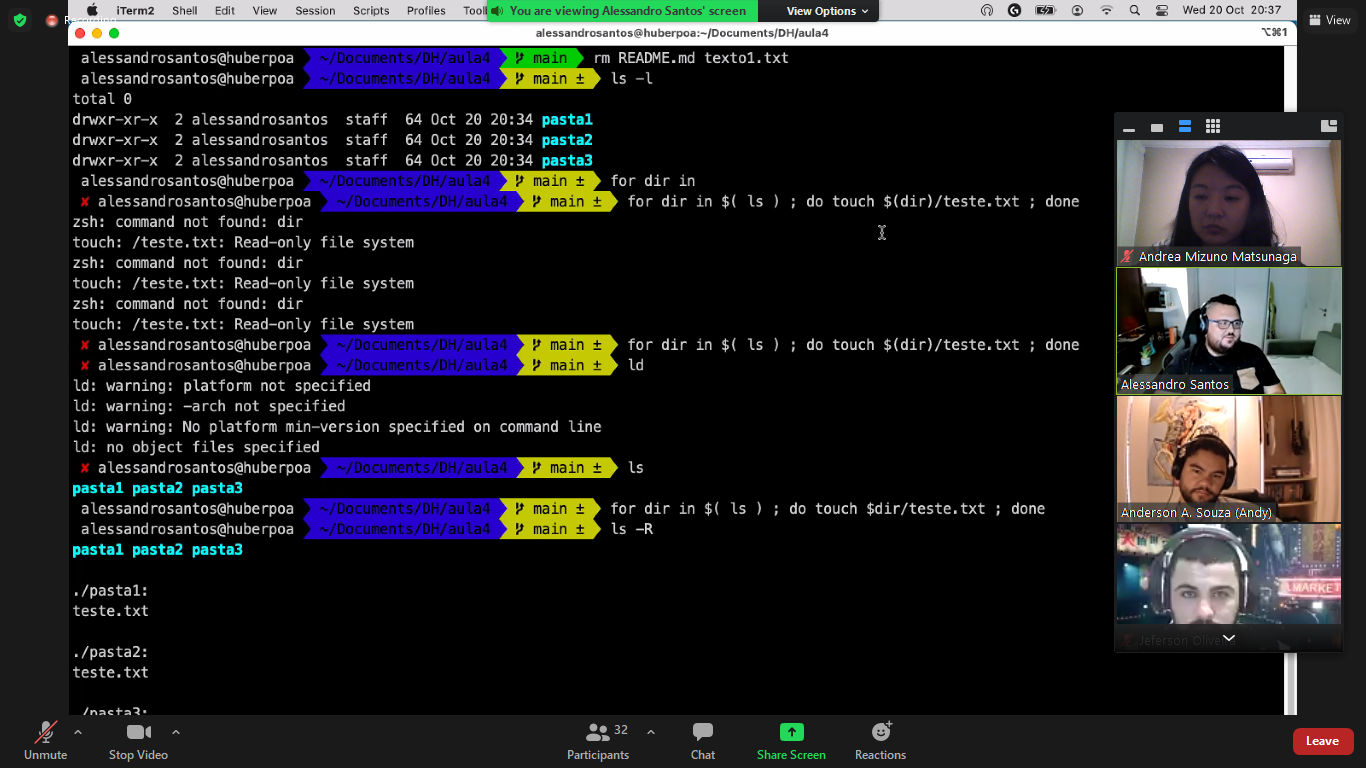 iTerm2 Shell Edit View Session Scripts Profiles Tool
You are viewing Alessandro Santos' screen
View Options
Wed 20 Oct 20:37
View
Recording
alessandrosantos@huberpoa:~/Documents/DH/aula4
⌥⌘1
alessandrosantos@huberpoa ~/Documents/DH/aula4 main rm README.md texto1.txt
alessandrosantos@huberpoa ~/Documents/DH/aula4 main ± ls -l
total 0
drwxr-xr-x 2 alessandrosantos staff 64 Oct 20 20:34 pasta1
drwxr-xr-x 2 alessandrosantos staff 64 Oct 20 20:34 pasta2
drwxr-xr-x 2 alessandrosantos staff 64 Oct 20 20:34 pasta3
alessandrosantos@huberpoa ~/Documents/DH/aula4 main ± for dir in
✘ alessandrosantos@huberpoa ~/Documents/DH/aula4 main ± for dir in $( ls ) ; do touch $(dir)/teste.txt ; done
zsh: command not found: dir
touch: /teste.txt: Read-only file system
zsh: command not found: dir
touch: /teste.txt: Read-only file system
zsh: command not found: dir
touch: /teste.txt: Read-only file system
✘ alessandrosantos@huberpoa ~/Documents/DH/aula4 main ± for dir in $( ls ) ; do touch $(dir)/teste.txt ; done
✘ alessandrosantos@huberpoa ~/Documents/DH/aula4 main ± ld
ld: warning: platform not specified
ld: warning: -arch not specified
ld: warning: No platform min-version specified on command line
ld: no object files specified
✘ alessandrosantos@huberpoa ~/Documents/DH/aula4 main ± ls
pasta1 pasta2 pasta3
alessandrosantos@huberpoa ~/Documents/DH/aula4 main ± for dir in $( ls ) ; do touch $dir/teste.txt ; done
alessandrosantos@huberpoa ~/Documents/DH/aula4 main ± ls -R
pasta1 pasta2 pasta3
./pasta1:
teste.txt
./pasta2:
teste.txt
./pasta3:
Andrea Mizuno Matsunaga
Alessandro Santos
Anderson A. Souza (Andy)
MARKET
Jeferson Oliveira
Unmute
Stop Video
Participants
32
Chat
Share Screen
Reactions
Leave